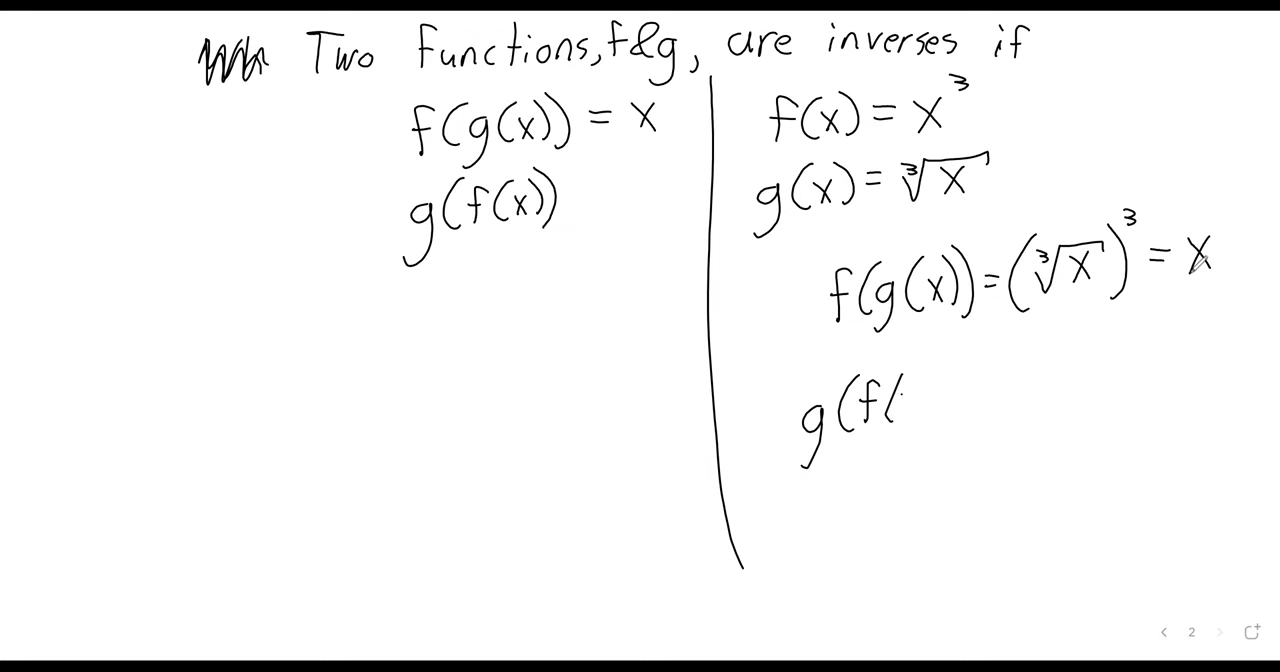 Two Functions, f&g, are inverses if
f(g(x)) = x
g(f(x))
f(x) = x³
g(x) = ∛x
f(g(x)) = (∛x)³ = x
g(f(
2